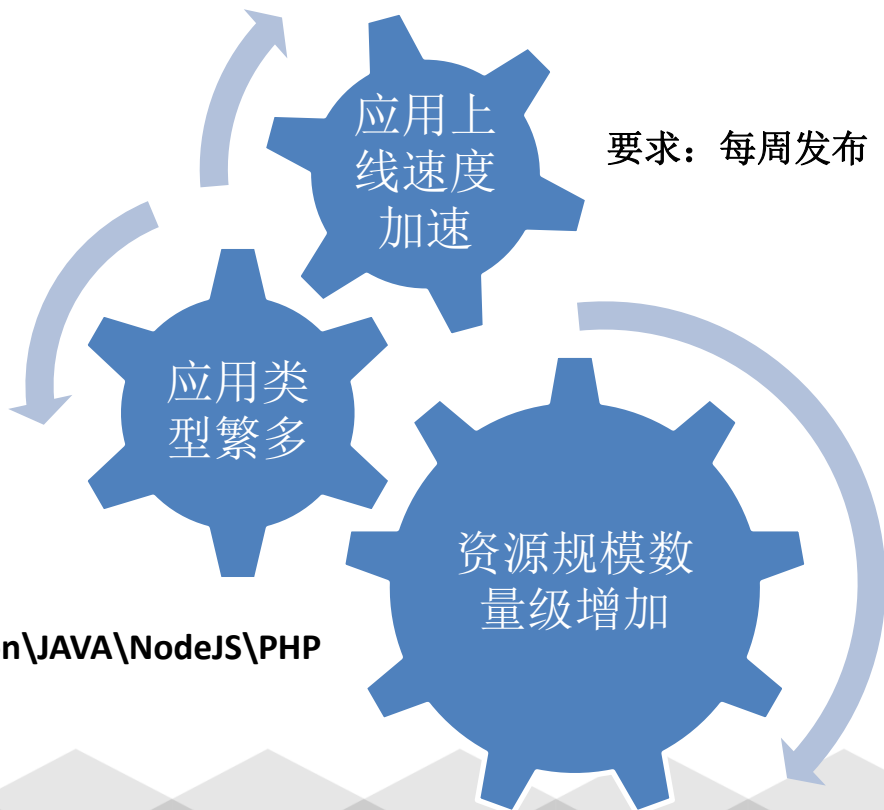 应用上
线速度
加速
要求：每周发布
应用类
型繁多
资源规模数
量级增加
n\JAVA\NodeJS\PHP